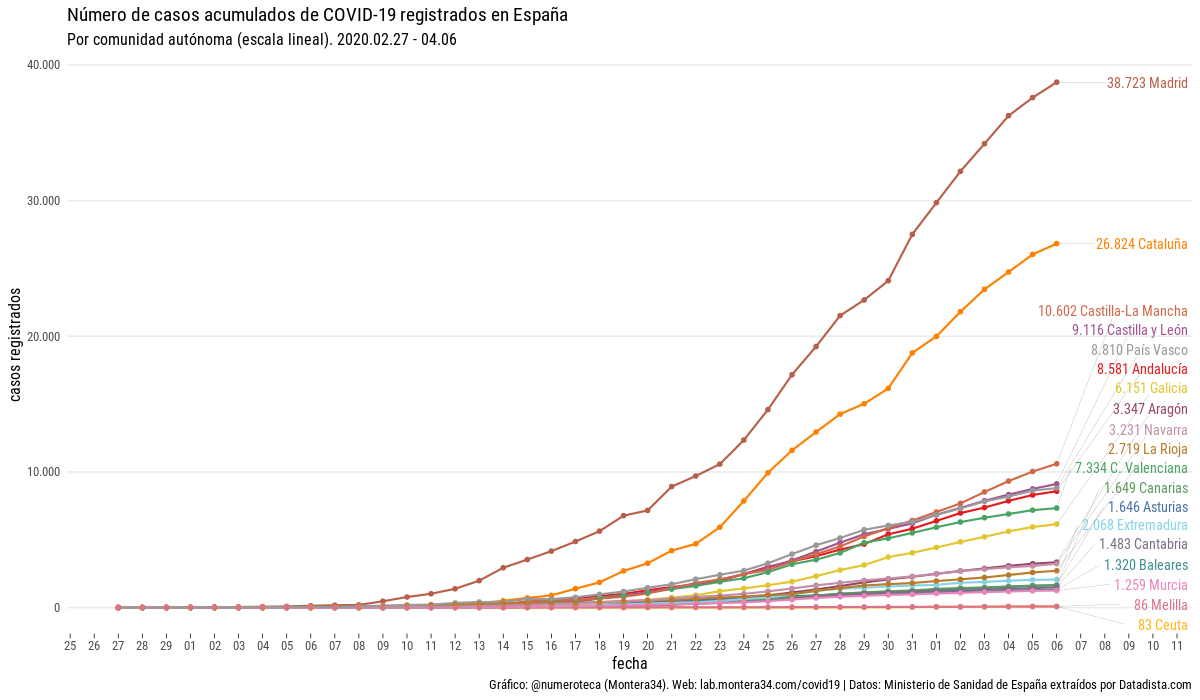 Número de casos acumulados de COVID-19 registrados en España
Por comunidad autónoma (escala lineal). 2020.02.27 - 04.06
40.000
38.723 Madrid
30.000
26.824 Cataluña
10.602 Castilla-La Mancha
9.116 Castilla y León
20.000
8.810 País Vasco
8.581 Andalucía
6.151 Galicia
3.347 Aragón
3.231 Navarra
2.719 La Rioja
10.000
7.334 C. Valenciana
1.649 Canarias
1.646 Asturias
2.068 Extremadura
1.483 Cantabria
1.320 Baleares
1.259 Murcia
0
86 Melilla
83 Ceuta
casos registrados
25 26 27 28 29 01 02 03 04 05 06 07 08 09 10 11 12 13 14 15 16 17 18 19 20 21 22 23 24 25 26 27 28 29 30 31 01 02 03 04 05 06 07 08 09 10 11
fecha
Gráfico: @numeroteca (Montera34). Web: lab.montera34.com/covid19 | Datos: Ministerio de Sanidad de España extraídos por Datadista.com